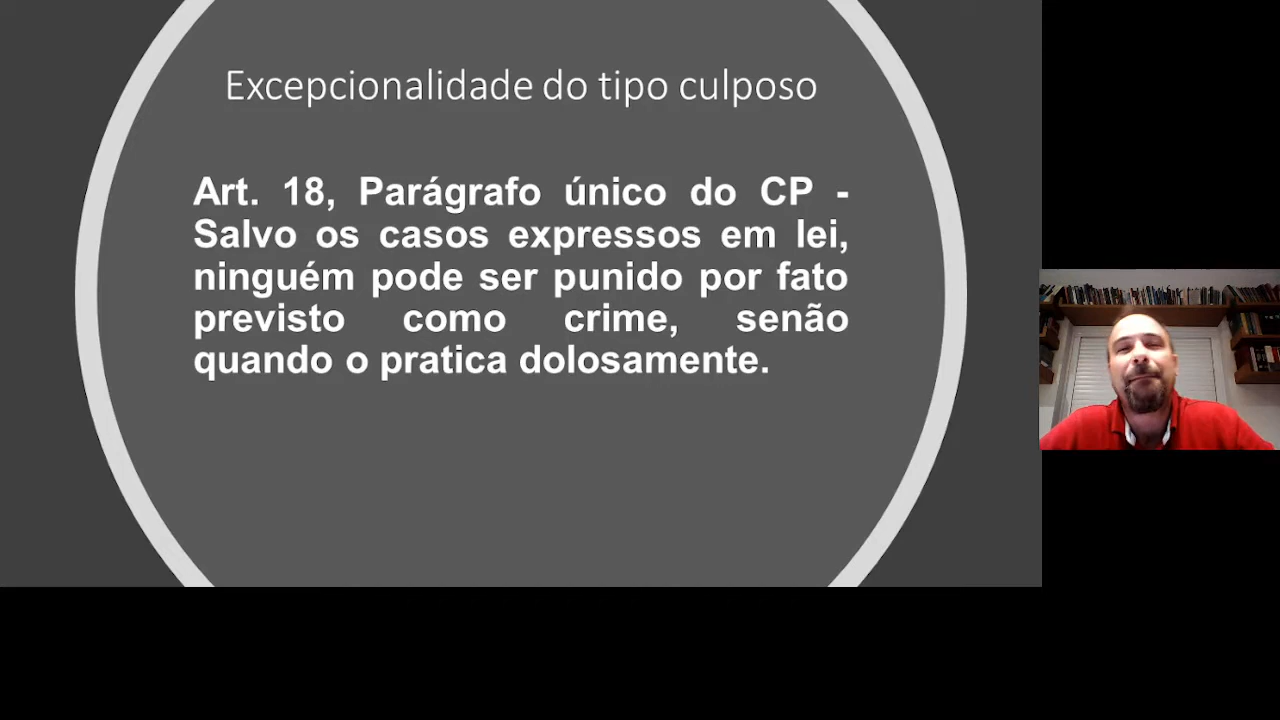 Excepcionalidade do tipo culposo
Art. 18, Parágrafo único do CP -
Salvo os casos expressos em lei,
ninguém pode ser punido por fato
previsto como crime, senão
quando o pratica dolosamente.